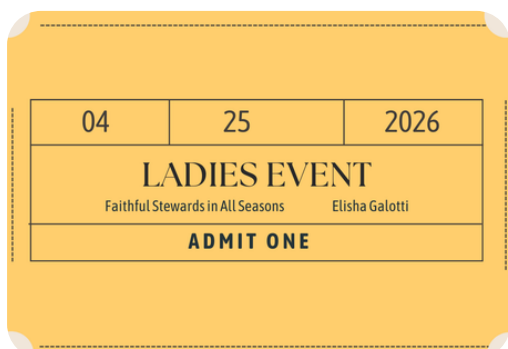 04 25 2026
LADIES EVENT
Faithful Stewards in All Seasons Elisha Galotti
ADMIT ONE